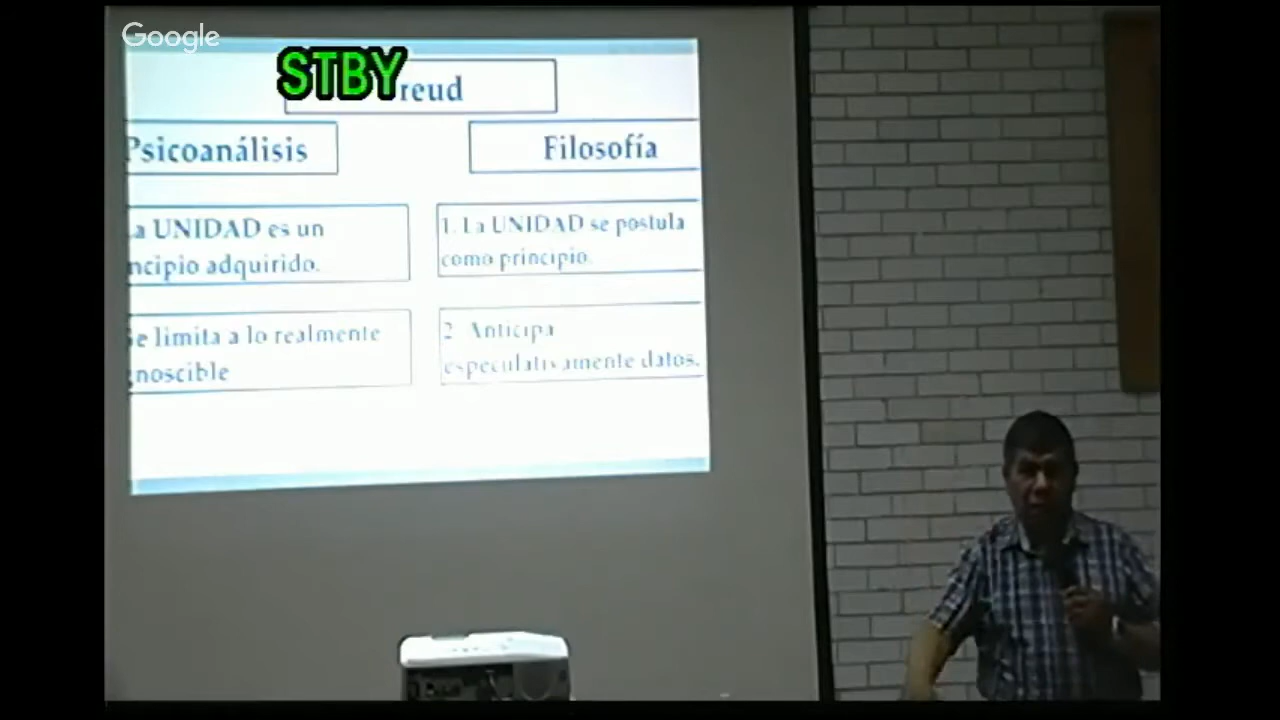 Google
STBY
reud
Psicoanálisis
Filosofía
a UNIDAD es un
ncipio adquirido.
1. La UNIDAD se postula
como principio.
e limita a lo realmente
noscible
2 Anticipa
especulativamente datos.